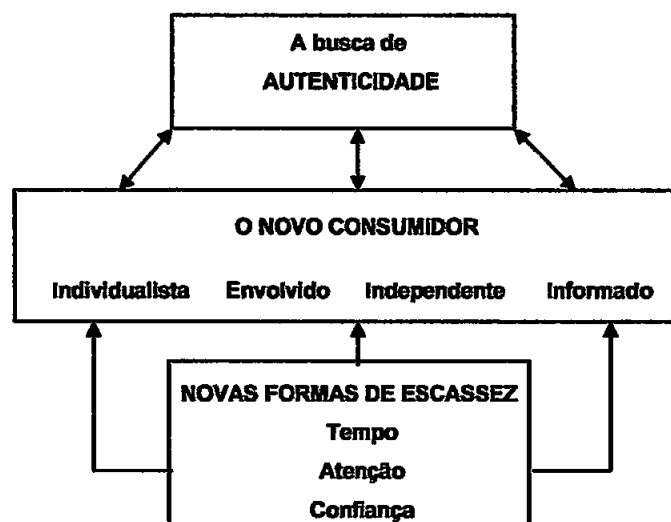 A busca de
AUTENTICIDADE
O NOVO CONSUMIDOR
Individualista Envolvido Independente Informado
NOVAS FORMAS DE ESCASSEZ
Tempo
Atenção
Confiança